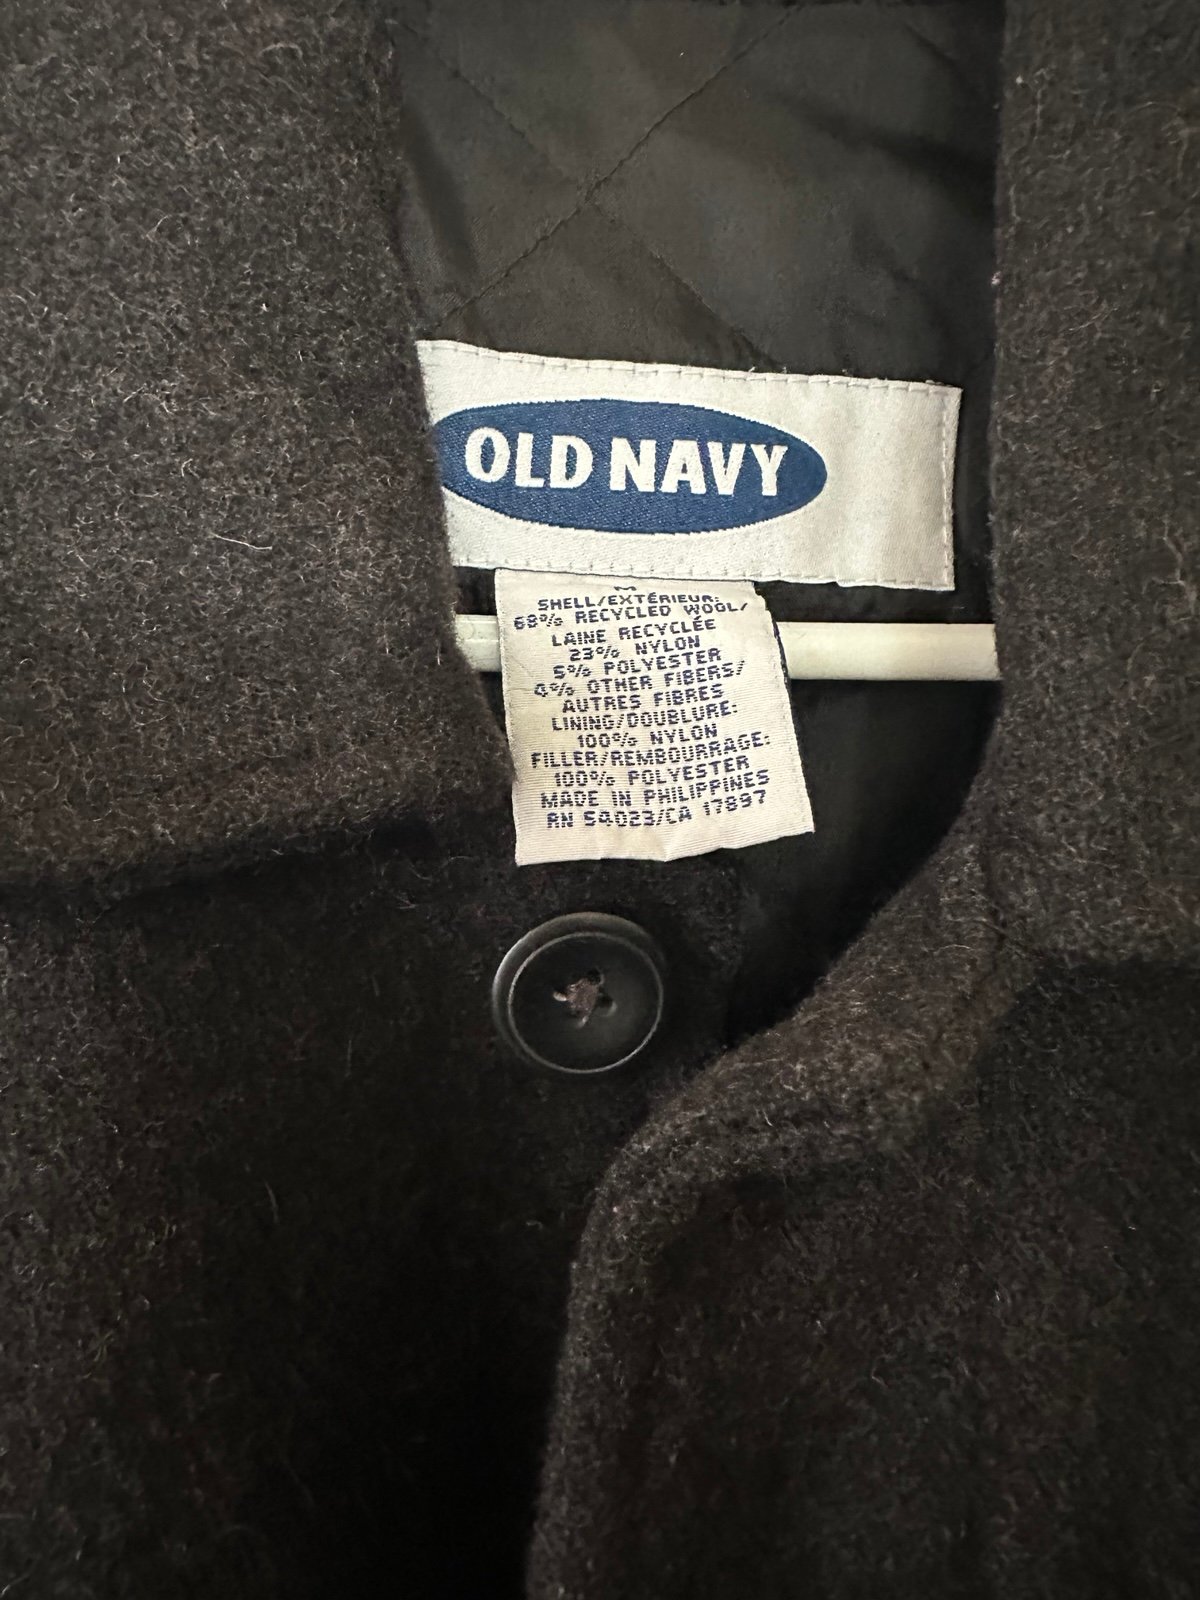 OLD NAVY
M
SHELL/EXTÉRIEUR:
68% RECYCLED WOOL/
LAINE RECYCLÉE
23% NYLON
5% POLYESTER
4% OTHER FIBERS/
AUTRES FIBRES
LINING/DOUBLURE:
100% NYLON
FILLER/REMBOURRAGE:
100% POLYESTER
MADE IN PHILIPPINES
RN 54023/CA 17897